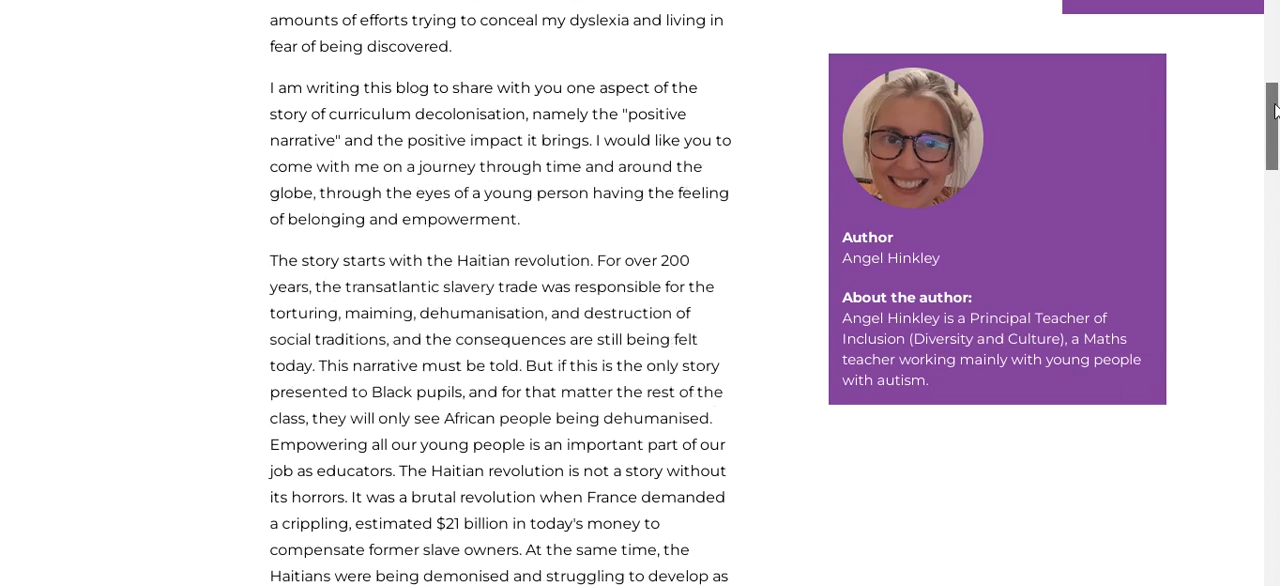 amounts of efforts trying to conceal my dyslexia and living in
fear of being discovered.
I am writing this blog to share with you one aspect of the
story of curriculum decolonisation, namely the "positive
narrative" and the positive impact it brings. I would like you to
come with me on a journey through time and around the
globe, through the eyes of a young person having the feeling
of belonging and empowerment.
The story starts with the Haitian revolution. For over 200
years, the transatlantic slavery trade was responsible for the
torturing, maiming, dehumanisation, and destruction of
social traditions, and the consequences are still being felt
today. This narrative must be told. But if this is the only story
presented to Black pupils, and for that matter the rest of the
class, they will only see African people being dehumanised.
Empowering all our young people is an important part of our
job as educators. The Haitian revolution is not a story without
its horrors. It was a brutal revolution when France demanded
a crippling, estimated $21 billion in today's money to
compensate former slave owners. At the same time, the
Haitians were being demonised and struggling to develop as
Author
Angel Hinkley
About the author:
Angel Hinkley is a Principal Teacher of
Inclusion (Diversity and Culture), a Maths
teacher working mainly with young people
with autism.